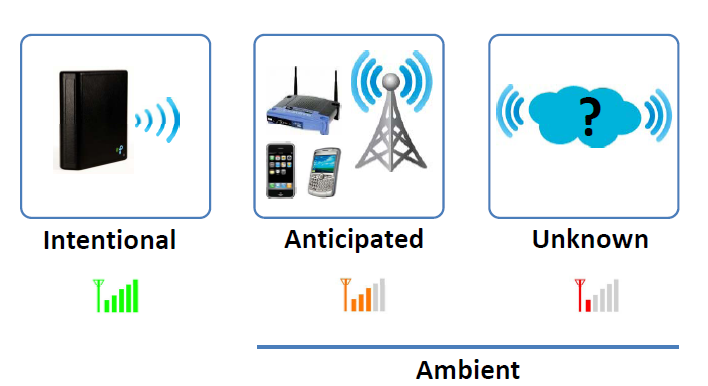 ?
Intentional
Anticipated
Unknown
Ambient